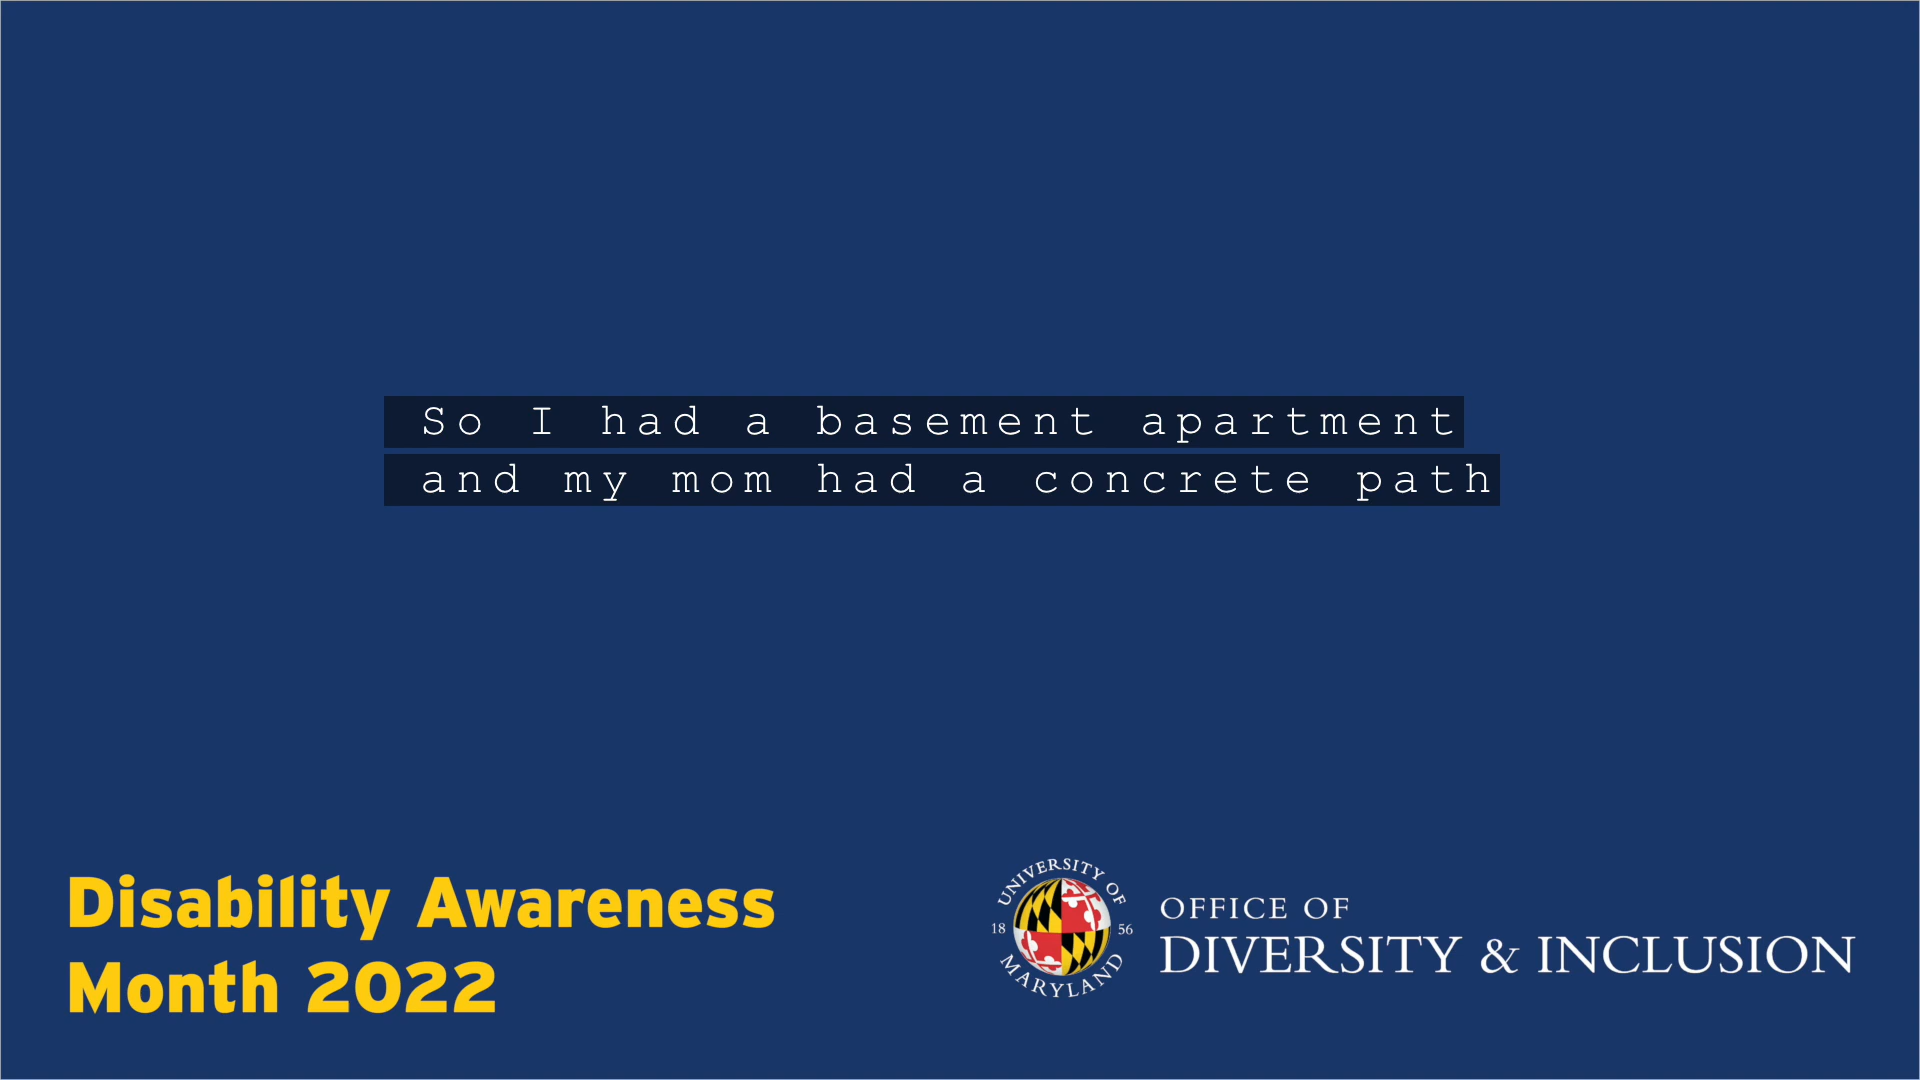 So I had a basement apartment
and my mom had a concrete path
Disability Awareness
Month 2022
UNIVERSITY OF
18 56
MARYLAND
OFFICE OF
DIVERSITY & INCLUSION